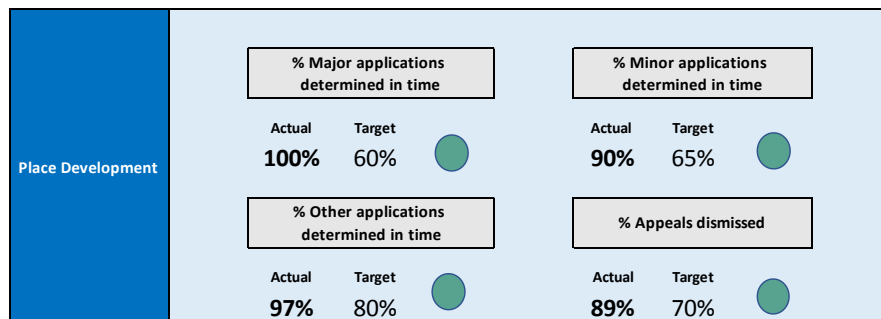 Place Development
% Major applications
determined in time
% Minor applications
determined in time
Actual Target
100% 60%
Actual Target
90% 65%
% Other applications
determined in time
% Appeals dismissed
Actual Target
97% 80%
Actual Target
89% 70%